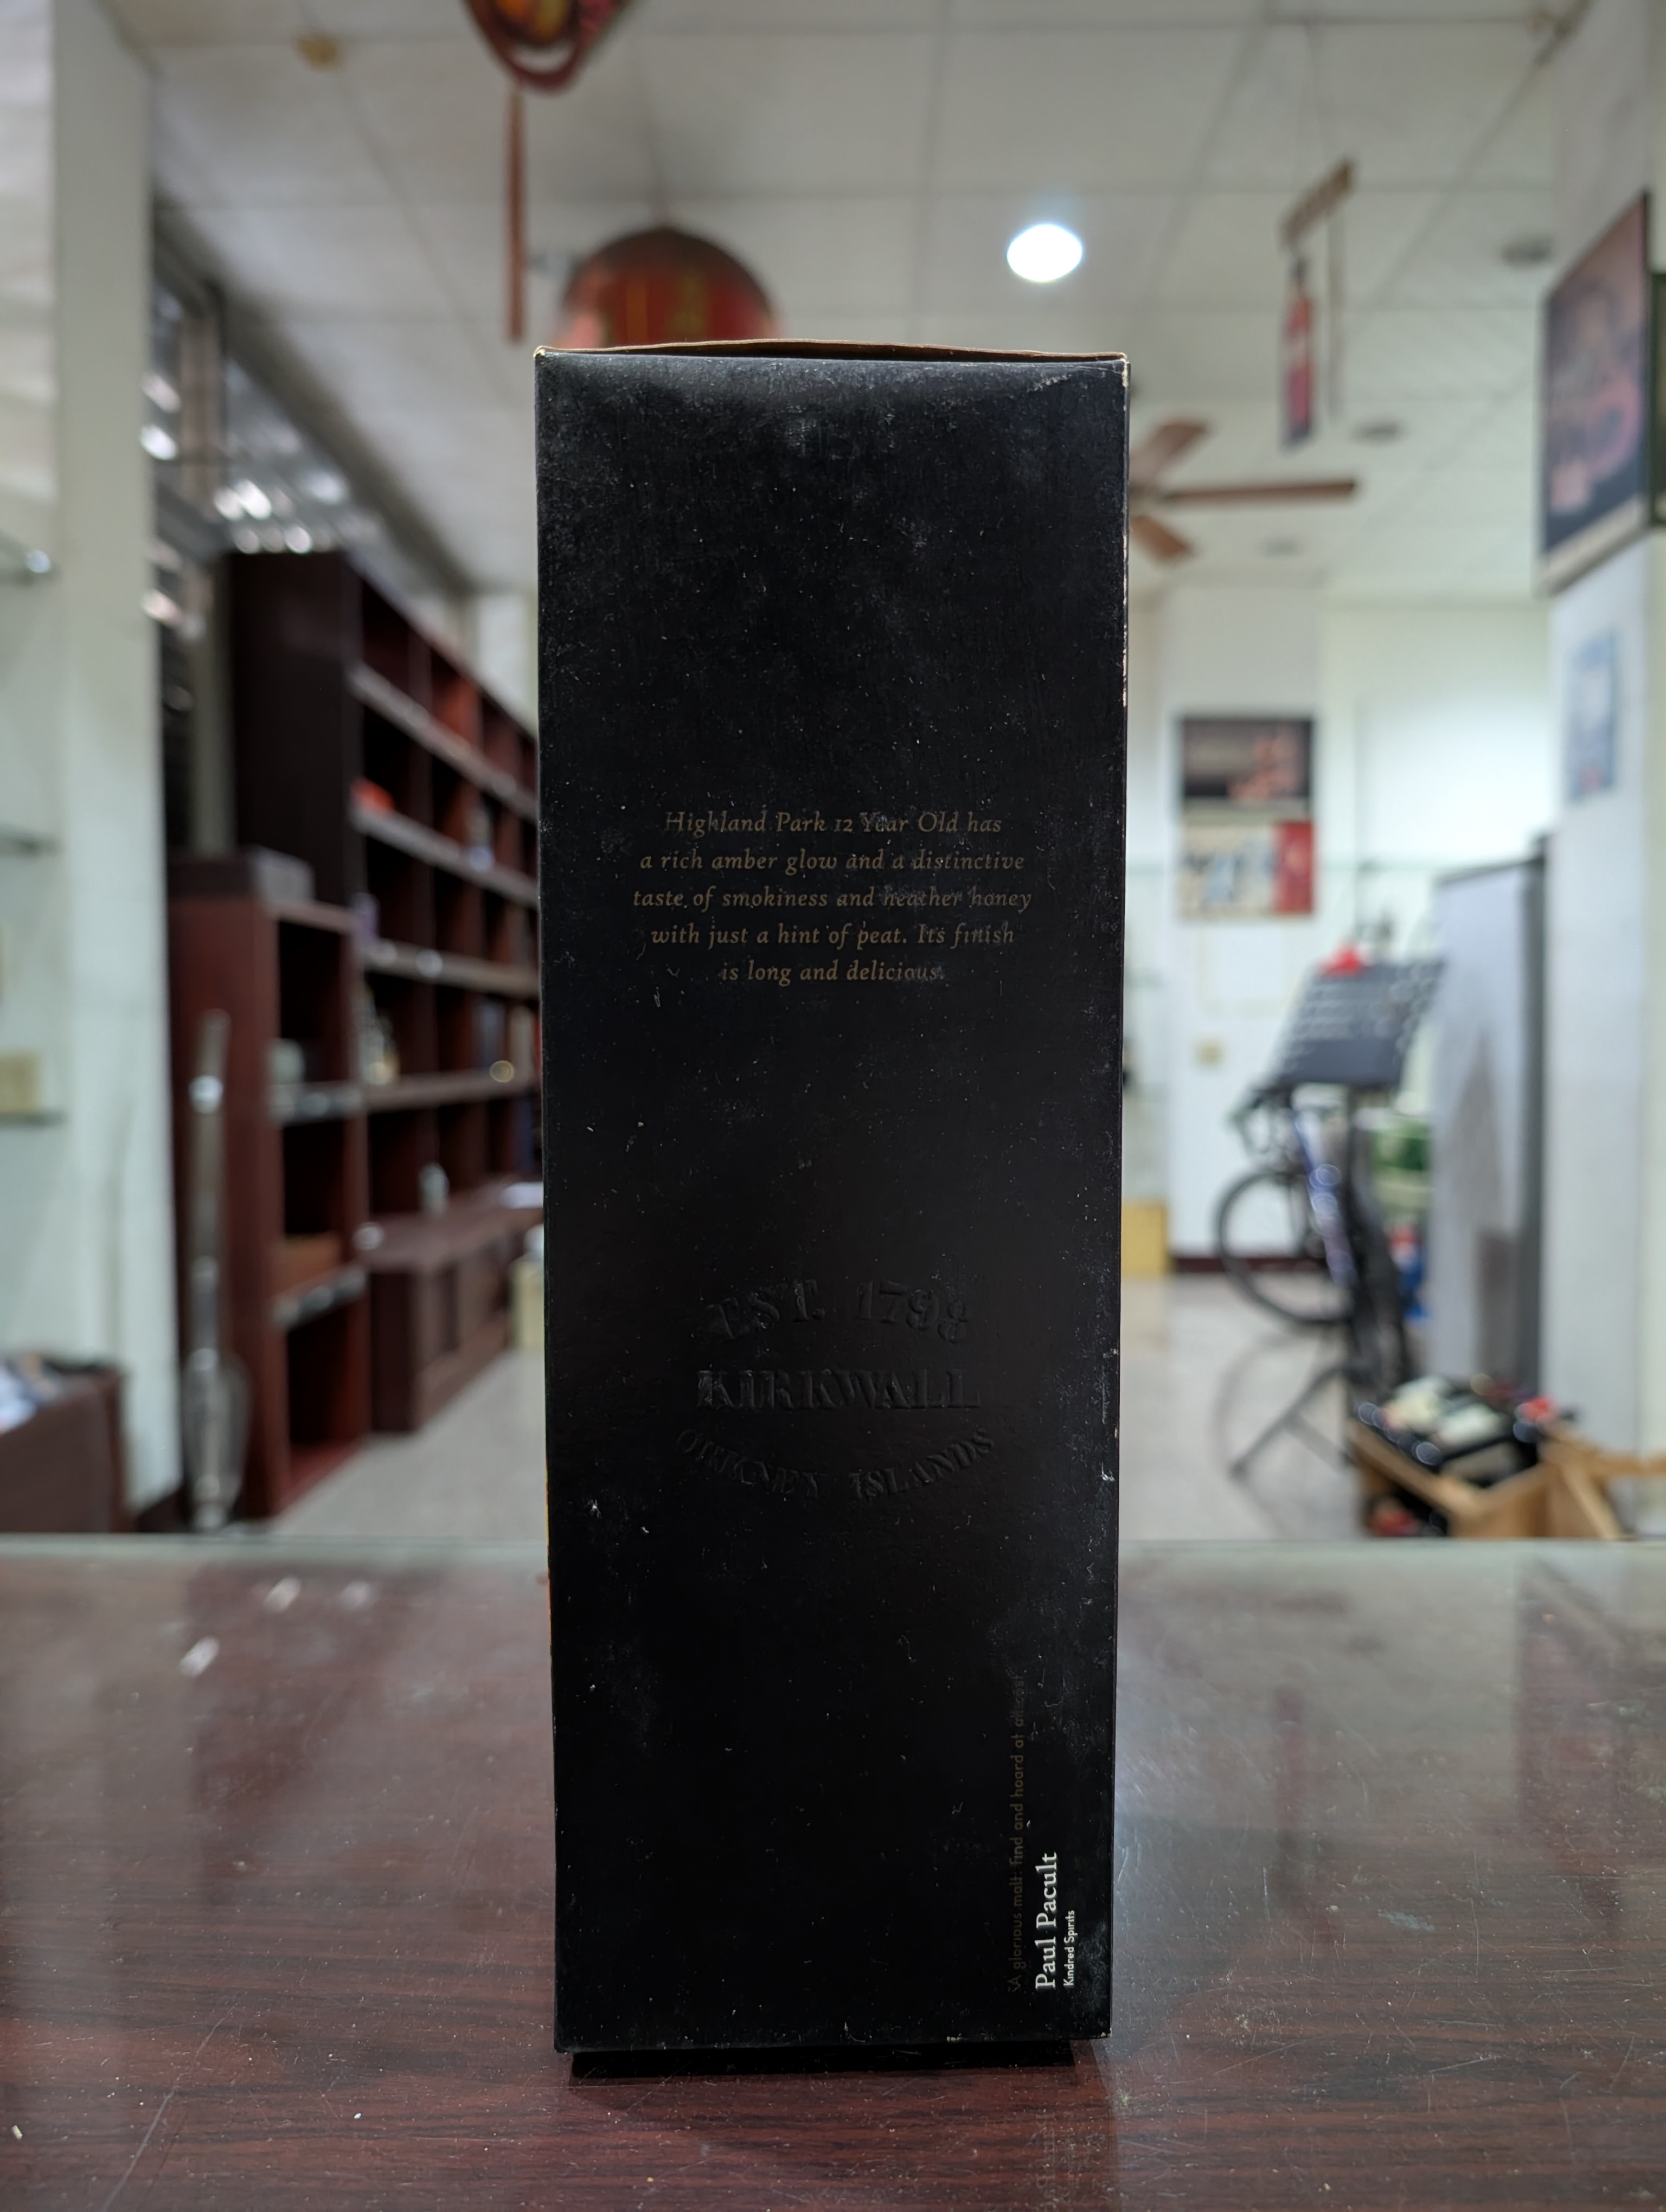 Highland Park 12 Year Old has
a rich amber glow and a distinctive
taste of smokiness and heather honey
with just a hint of peat. Its finish
is long and delicious.
EST. 1798
KIRKWALL
ORKNEY ISLANDS
'A glorious malt: find and hoard at all cost'
Paul Pacult
Kindred Spirits